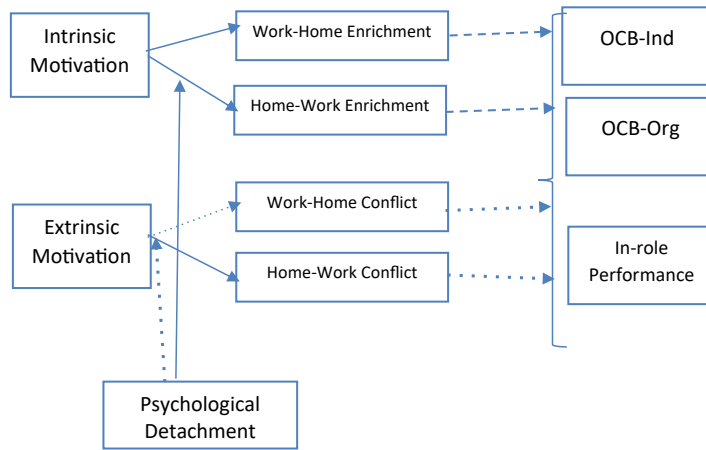 Intrinsic
Motivation
Work-Home Enrichment
Home-Work Enrichment
OCB-Ind
OCB-Org
Extrinsic
Motivation
Work-Home Conflict
Home-Work Conflict
In-role
Performance
Psychological
Detachment